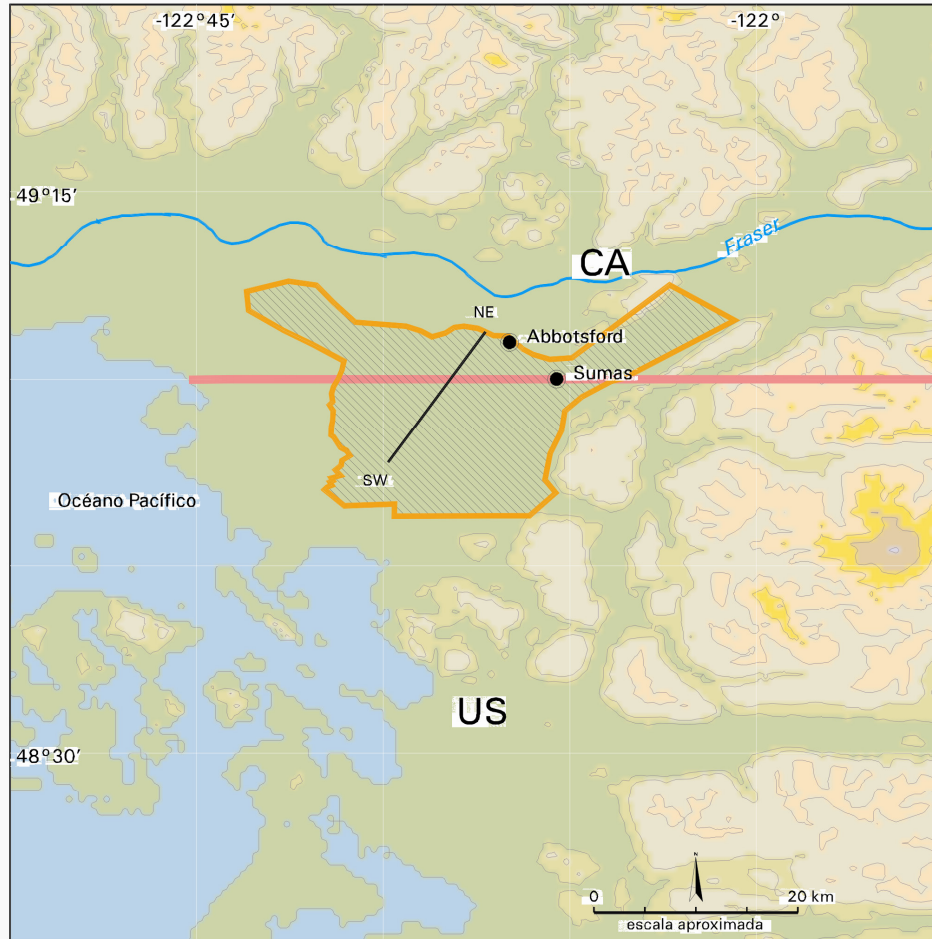 -122°45′
-122°
49°15′
Fraser
CA
NE
Abbotsford
Sumas
SW
Océano Pacífico
US
48°30′
N
0
20 km
escala aproximada